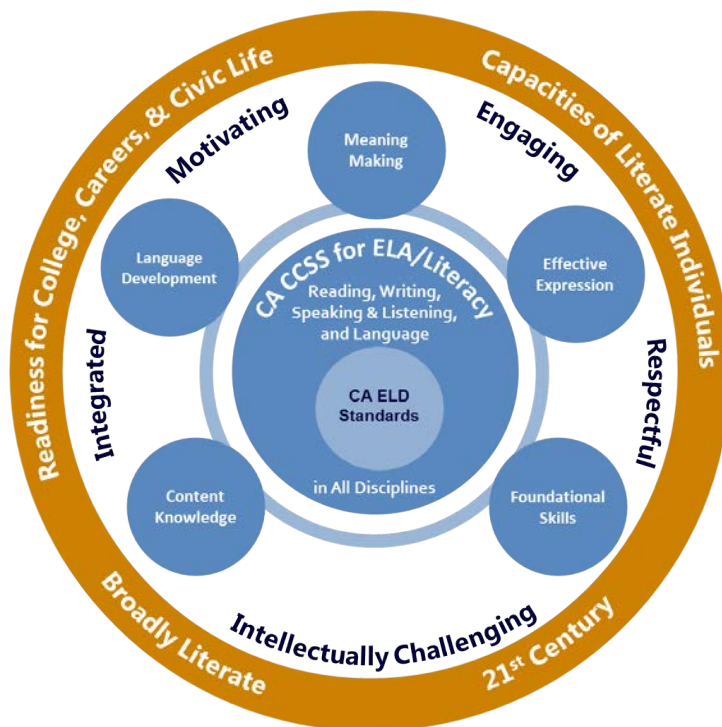 Readiness for College, Careers, & Civic Life
Capacities of Literate Individuals
Motivating
Engaging
Meaning
Making
Language
Development
Effective
Expression
CA CCSS for ELA/Literacy
Reading, Writing,
Speaking & Listening,
and Language
CA ELD
Standards
in All Disciplines
Integrated
Respectful
Content
Knowledge
Foundational
Skills
Intellectually Challenging
Broadly Literate
21st Century